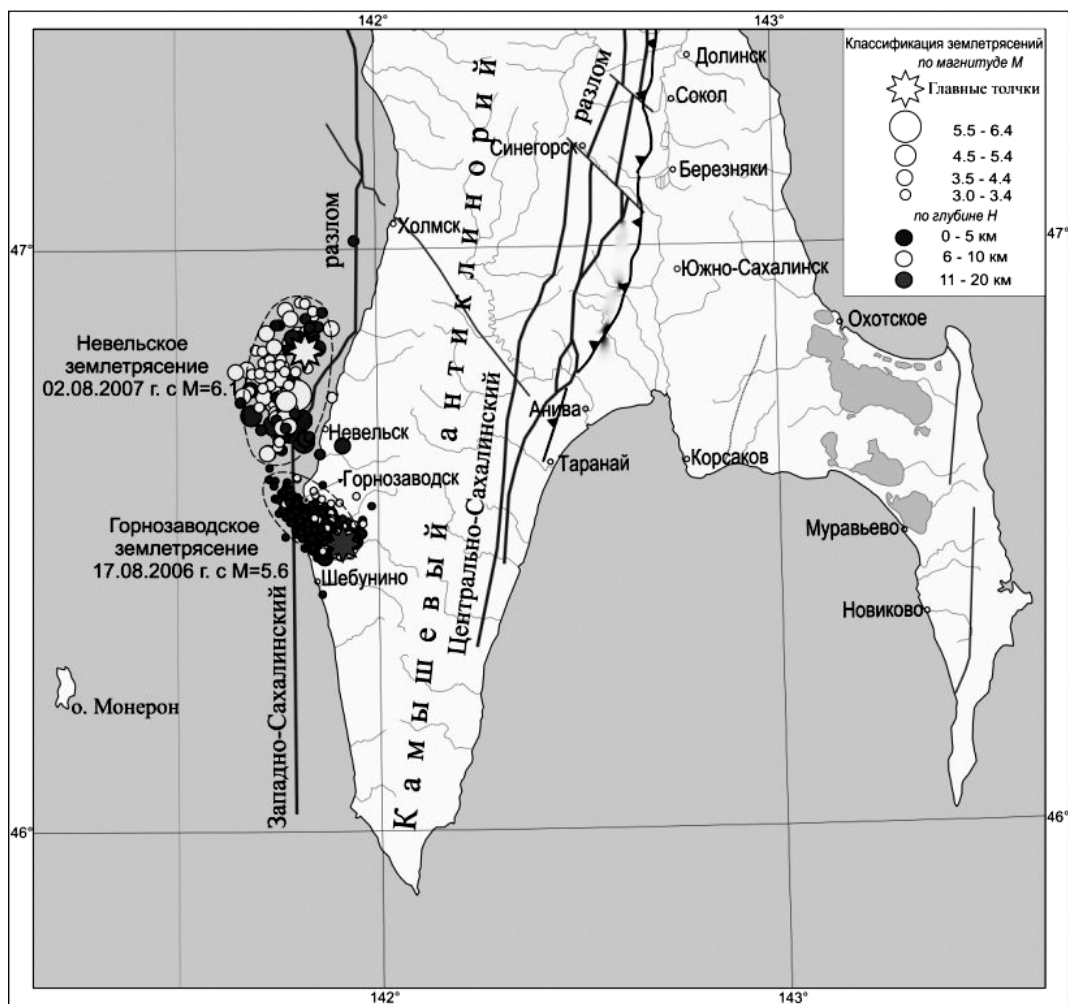 142°
143°
Классификация землетрясений
по магнитуде М
Главные толчки
5.5 - 6.4
4.5 - 5.4
3.5 - 4.4
3.0 - 3.4
по глубине Н
0 - 5 км
6 - 10 км
11 - 20 км
Долинск
Сокол
разлом
Синегорск
Березняки
Холмск
47°
47°
разлом
Южно-Сахалинск
Охотское
Невельское
землетрясение
02.08.2007 г. с М=6.1
Невельск
Анива
Таранай
Корсаков
Горнозаводск
Горнозаводское
землетрясение
17.08.2006 г. с М=5.6
Шебунино
Муравьево
Новиково
Камышевый антиклинорий
Центрально-Сахалинский
Западно-Сахалинский
о. Монерон
46°
46°
142°
143°